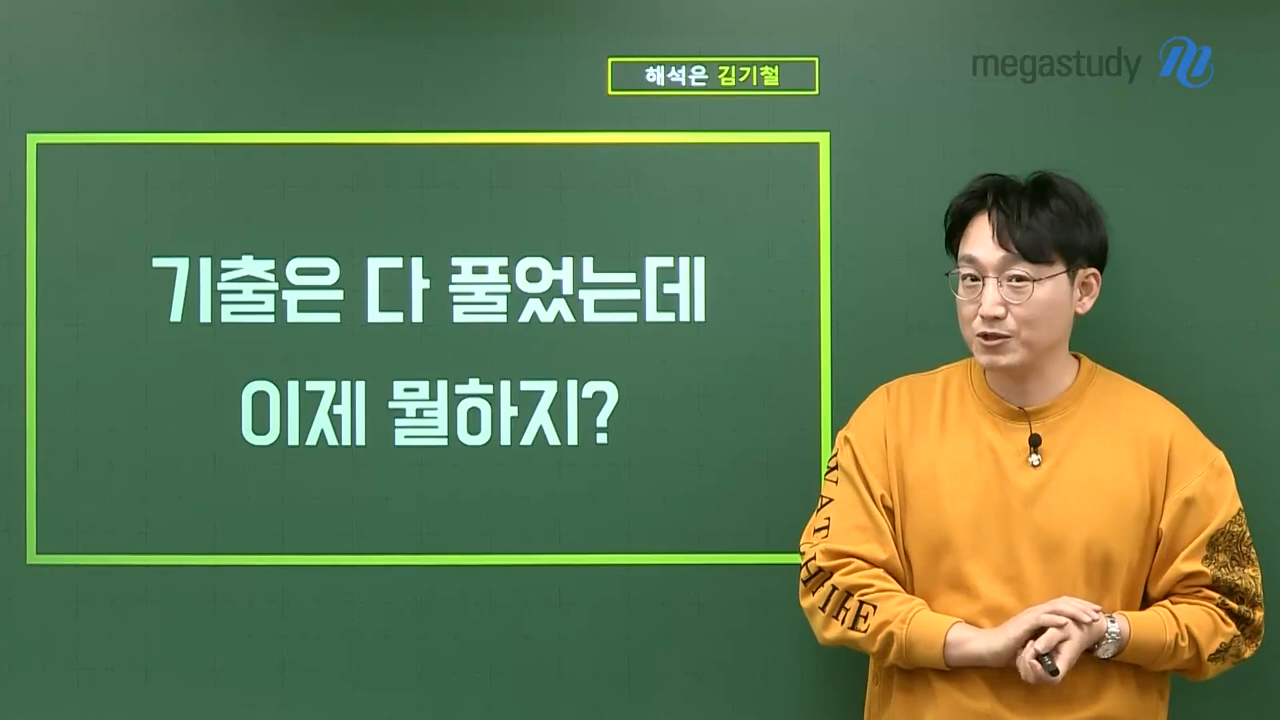 해석은 김기철
megastudy
기출은 다 풀었는데
이제 뭘하지?